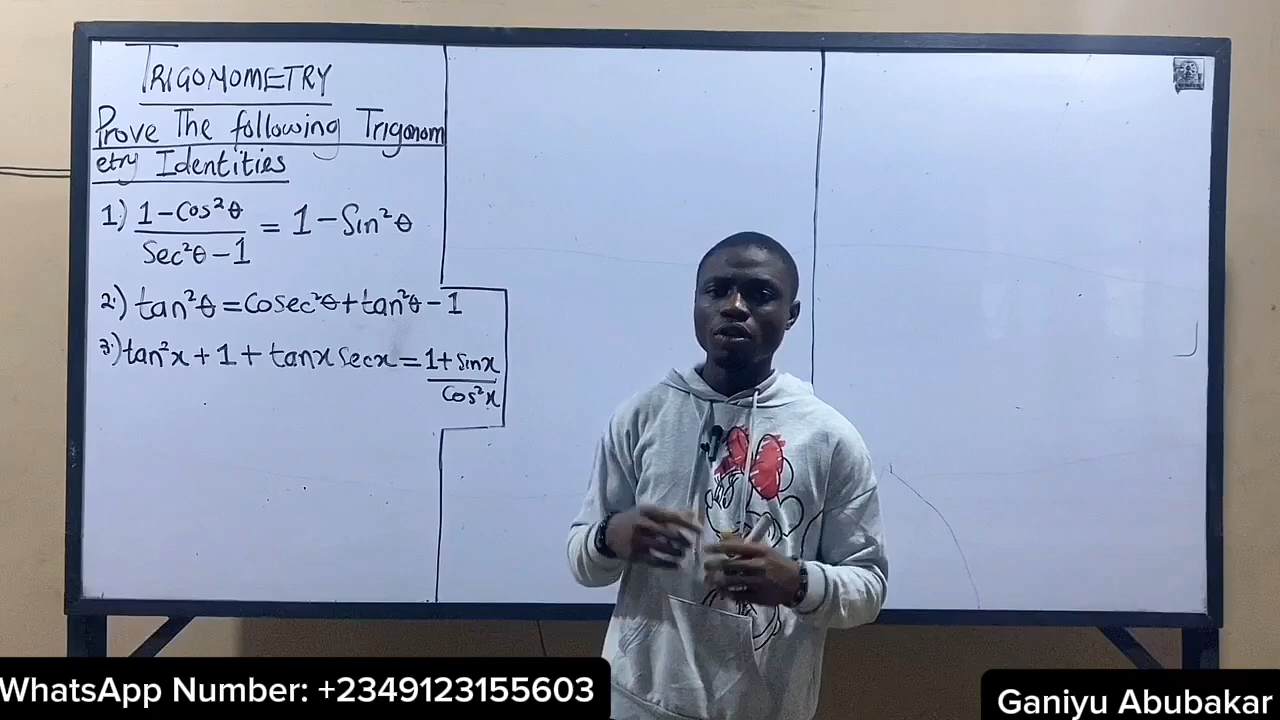 TRIGONOMETRY
Prove The following Trigonom
etry Identities
1.) 1-Cos²θ
Sec²θ-1
= 1-Sin²θ
2.) tan²θ=Cosec²θ+tan²θ-1
3.) tan²x+1+tanx secx=
1+sinx
Cos²x
WhatsApp Number: +2349123155603
Ganiyu Abubakar